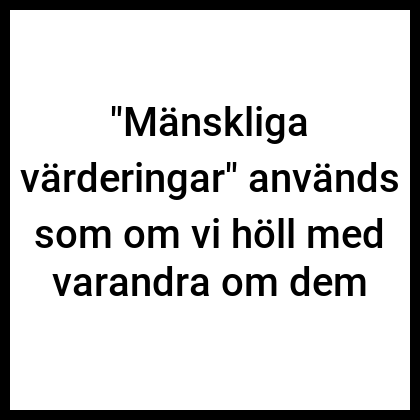 "Mänskliga
värderingar" används
som om vi höll med
varandra om dem